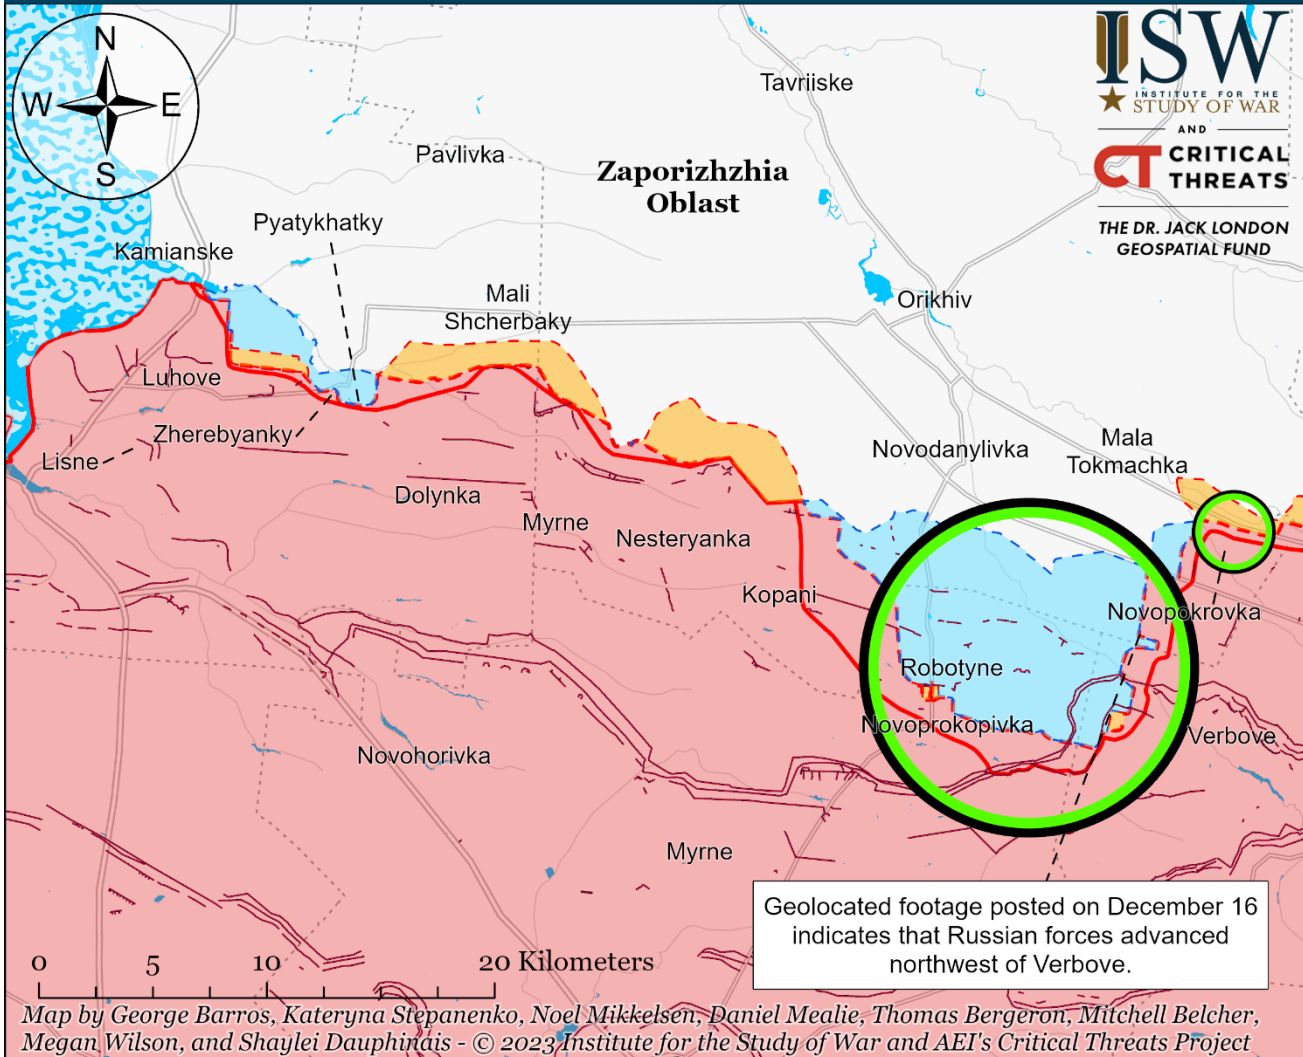 N
W
E
S
ISW
INSTITUTE FOR THE
STUDY OF WAR
AND
CT CRITICAL
THREATS
THE DR. JACK LONDON
GEOSPATIAL FUND
Tavriiske
Pavlivka
Zaporizhzhia
Oblast
Pyatykhatky
Kamianske
Mali
Shcherbaky
Orikhiv
Luhove
Zherebyanky
Lisne
Novodanylivka
Mala
Tokmachka
Dolynka
Myrne
Nesteryanka
Kopani
Novopokrovka
Robotyne
Novoprokopivka
Verbove
Novohorivka
Myrne
Geolocated footage posted on December 16
indicates that Russian forces advanced
northwest of Verbove.
0 5 10 20 Kilometers
Map by George Barros, Kateryna Stepanenko, Noel Mikkelsen, Daniel Mealie, Thomas Bergeron, Mitchell Belcher,
Megan Wilson, and Shaylei Dauphinais - © 2023 Institute for the Study of War and AEI's Critical Threats Project